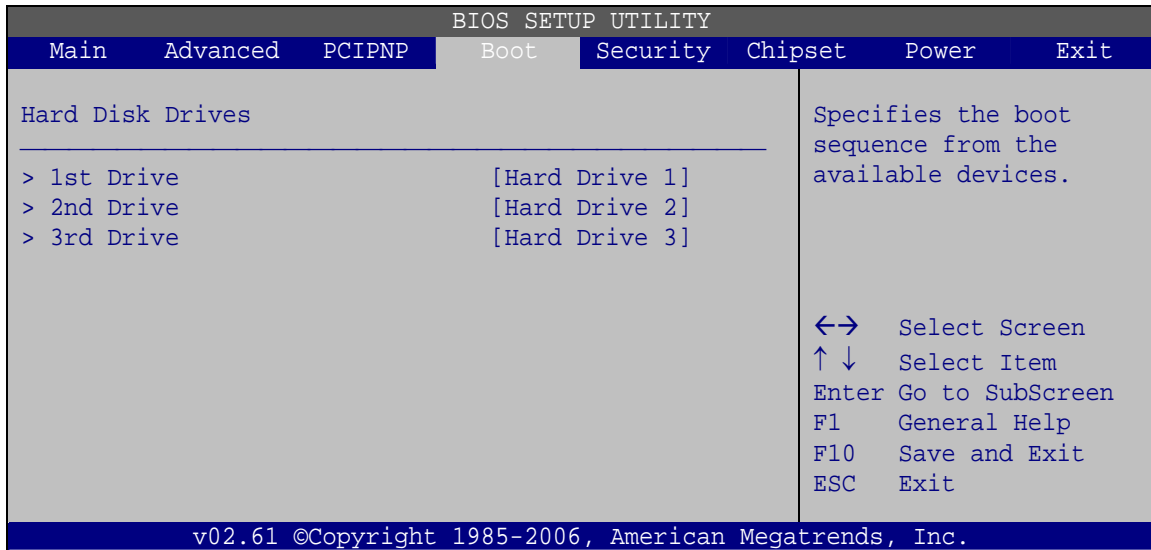 BIOS SETUP UTILITY
Main Advanced PCIPNP Boot Security Chipset Power Exit
Hard Disk Drives
> 1st Drive [Hard Drive 1]
> 2nd Drive [Hard Drive 2]
> 3rd Drive [Hard Drive 3]
Specifies the boot
sequence from the
available devices.
←→ Select Screen
↑ ↓ Select Item
Enter Go to SubScreen
F1 General Help
F10 Save and Exit
ESC Exit
v02.61 ©Copyright 1985-2006, American Megatrends, Inc.